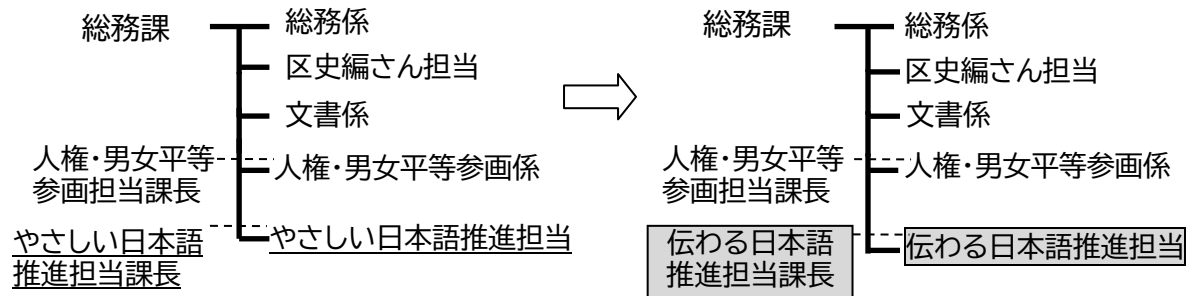 総務課
総務係
区史編さん担当
文書係
人権・男女平等
参画担当課長
人権・男女平等参画係
やさしい日本語
推進担当課長
やさしい日本語推進担当
総務課
総務係
区史編さん担当
文書係
人権・男女平等
参画担当課長
人権・男女平等参画係
伝わる日本語
推進担当課長
伝わる日本語推進担当